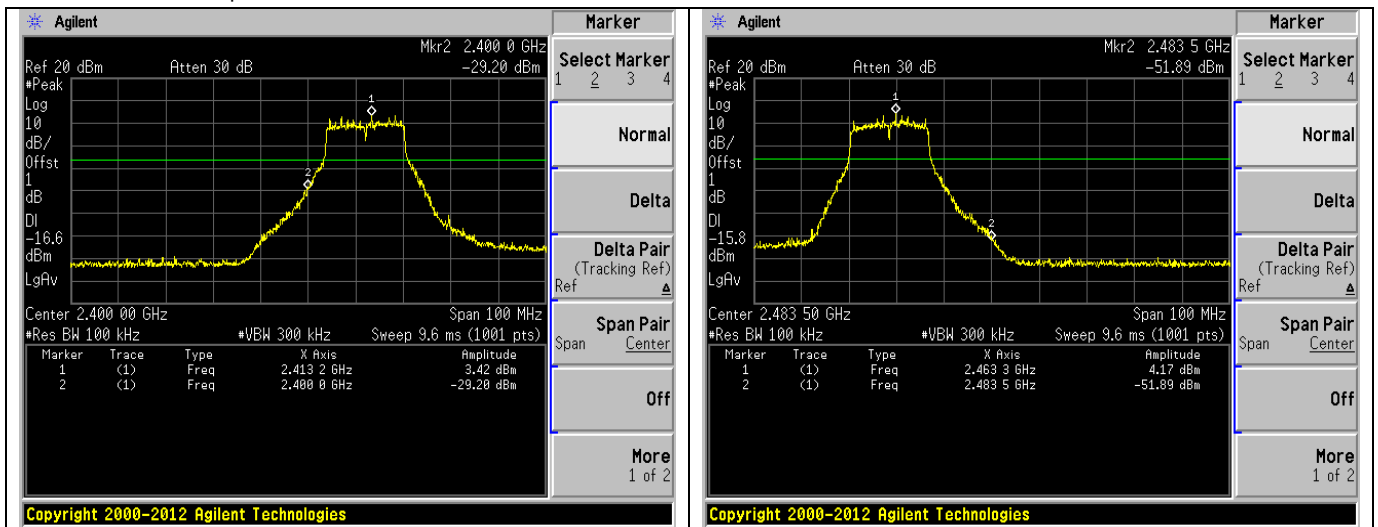 Agilent
Marker
Mkr2 2.400 0 GHz
Ref 20 dBm Atten 30 dB -29.20 dBm
#Peak
Log
10
dB/
Offst
1
dB
DI
-16.6
dBm
LgAv
1
2
Center 2.400 00 GHz Span 100 MHz
#Res BW 100 kHz #VBW 300 kHz Sweep 9.6 ms (1001 pts)
Marker Trace Type X Axis Amplitude
1 (1) Freq 2.413 2 GHz 3.42 dBm
2 (1) Freq 2.400 0 GHz -29.20 dBm
Select Marker
1 2 3 4
Normal
Delta
Delta Pair
(Tracking Ref)
Ref Δ
Span Pair
Span Center
Off
More
1 of 2
Copyright 2000-2012 Agilent Technologies
Agilent
Marker
Mkr2 2.483 5 GHz
Ref 20 dBm Atten 30 dB -51.89 dBm
#Peak
Log
10
dB/
Offst
1
dB
DI
-15.8
dBm
LgAv
1
2
Center 2.483 50 GHz Span 100 MHz
#Res BW 100 kHz #VBW 300 kHz Sweep 9.6 ms (1001 pts)
Marker Trace Type X Axis Amplitude
1 (1) Freq 2.463 3 GHz 4.17 dBm
2 (1) Freq 2.483 5 GHz -51.89 dBm
Select Marker
1 2 3 4
Normal
Delta
Delta Pair
(Tracking Ref)
Ref Δ
Span Pair
Span Center
Off
More
1 of 2
Copyright 2000-2012 Agilent Technologies